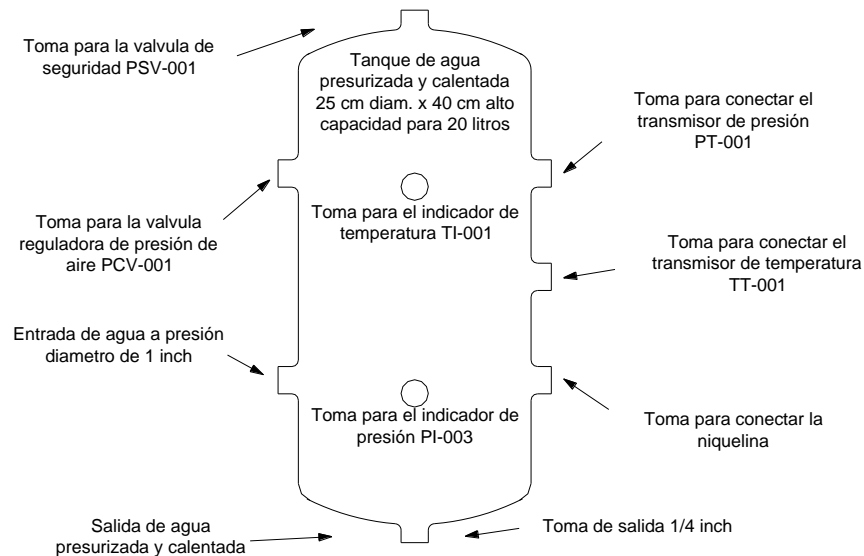 Toma para la valvula de
seguridad PSV-001
Tanque de agua
presurizada y calentada
25 cm diam. x 40 cm alto
capacidad para 20 litros
Toma para conectar el
transmisor de presión
PT-001
Toma para la valvula
reguladora de presión de
aire PCV-001
Toma para el indicador de
temperatura TI-001
Toma para conectar el
transmisor de temperatura
TT-001
Entrada de agua a presión
diametro de 1 inch
Toma para el indicador de
presión PI-003
Toma para conectar la
niquelina
Salida de agua
presurizada y calentada
Toma de salida 1/4 inch